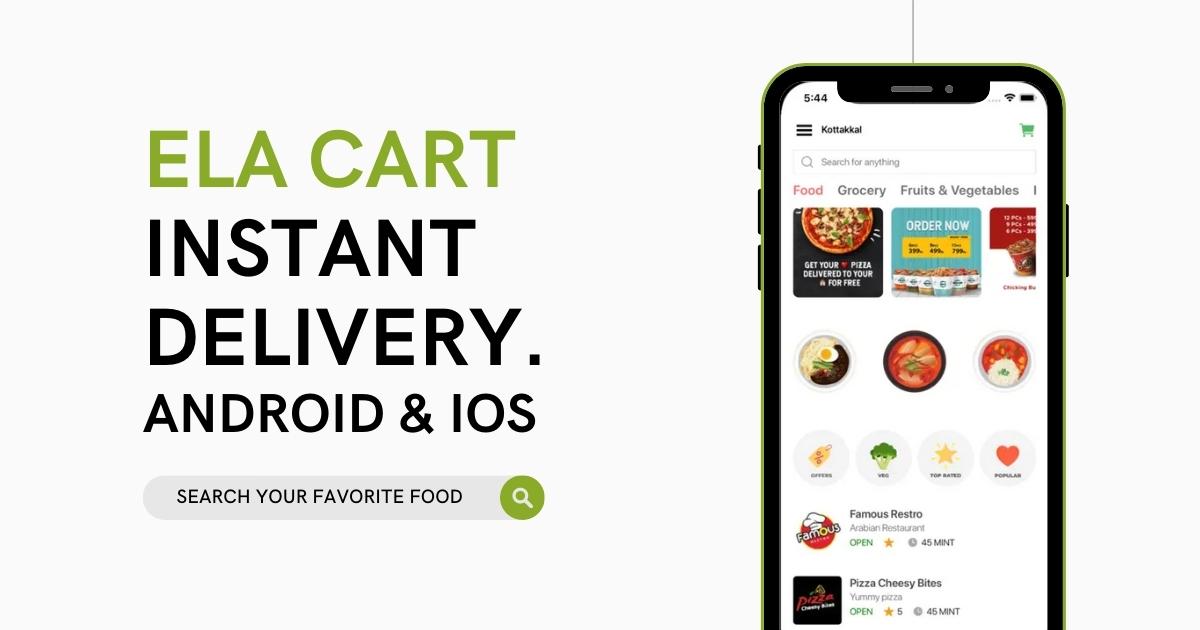 ELA CART
INSTANT
DELIVERY.
ANDROID & IOS
SEARCH YOUR FAVORITE FOOD
5:44
Kottakkal
Search for anything
Food Grocery Fruits & Vegetables
GET YOUR ❤ PIZZA
DELIVERED TO YOUR
🏠 FOR FREE
ORDER NOW
399
499
799
12 PCs - 599
9 PCs - 499
6 PCs - 399
Chicking Bu
OFFERS
VEG
TOP RATED
POPULAR
FamOUS
Famous Restro
Arabian Restaurant
OPEN 45 MINT
Pizza
Cheesy Bites
Pizza Cheesy Bites
Yummy pizza
OPEN 5 45 MINT